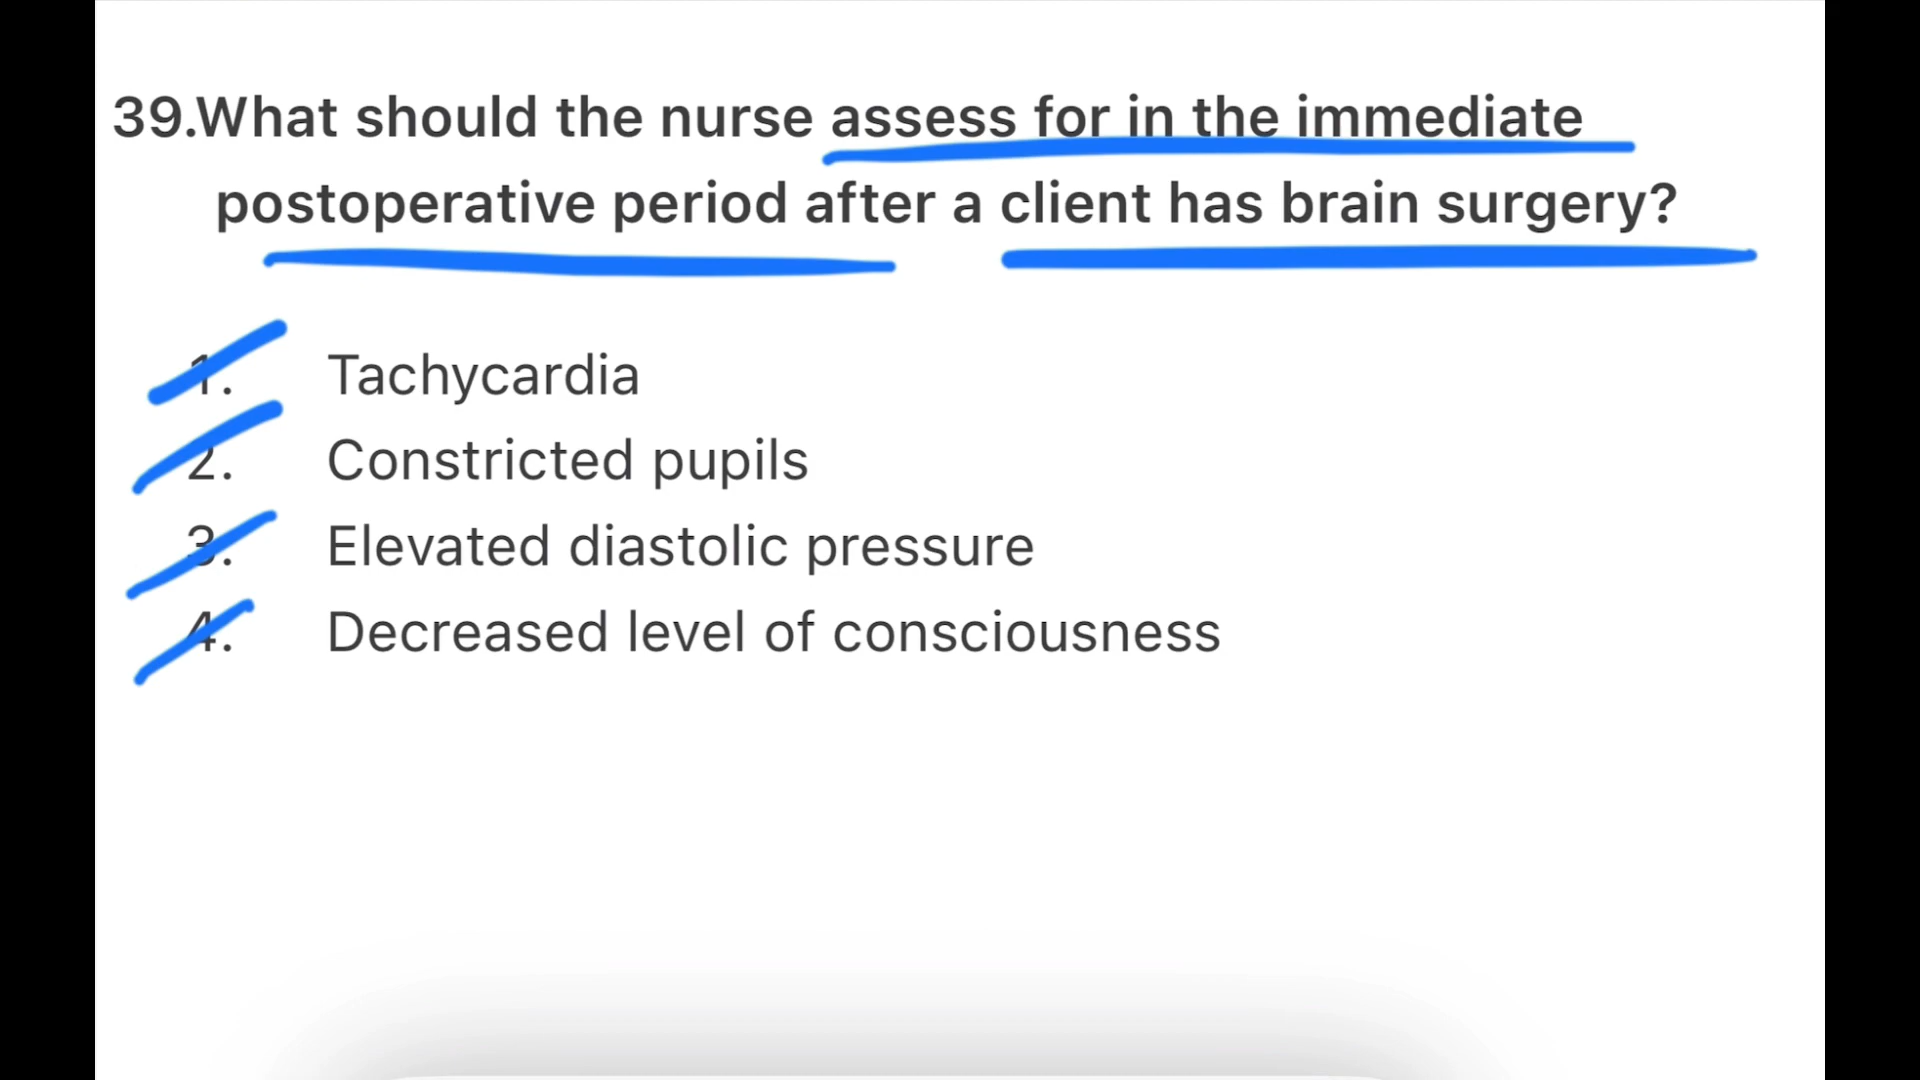 39.What should the nurse assess for in the immediate
postoperative period after a client has brain surgery?
1. Tachycardia
2. Constricted pupils
3. Elevated diastolic pressure
4. Decreased level of consciousness